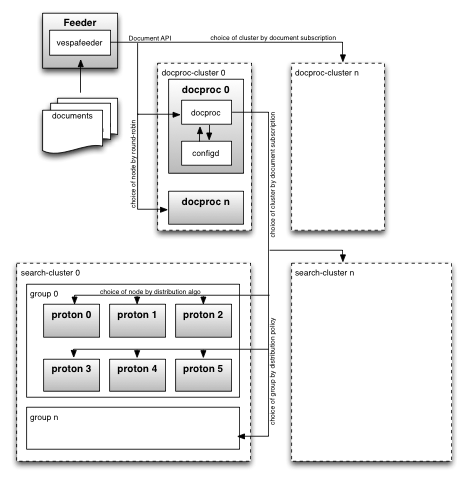 Feeder
vespafeeder
Document API
choice of cluster by document subscription
documents
docproc-cluster 0
docproc-cluster n
docproc 0
docproc
configd
docproc n
choice of node by round-robin
choice of cluster by document subscription
search-cluster 0
search-cluster n
group 0
choice of node by distribution algo
proton 0
proton 1
proton 2
proton 3
proton 4
proton 5
choice of group by distribution policy
group n